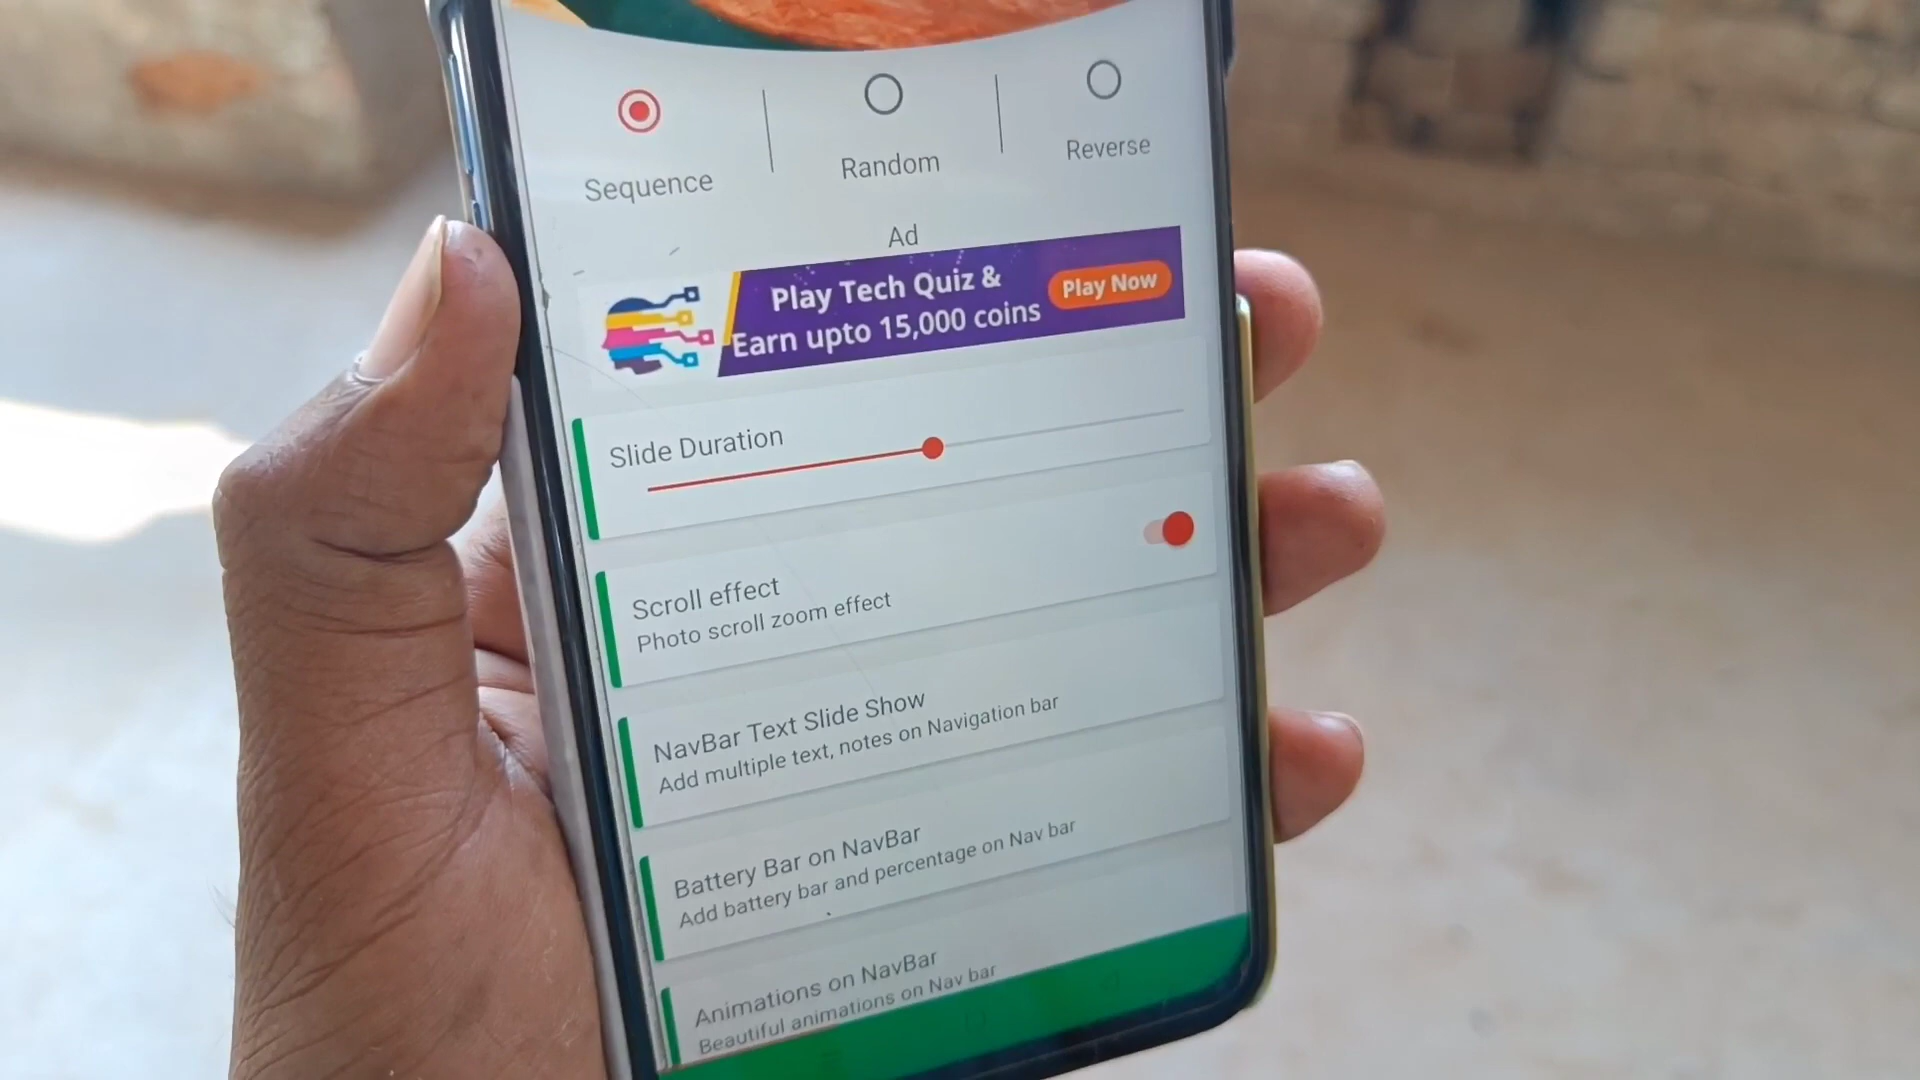 Sequence
Random
Reverse
Ad
Play Tech Quiz &
Earn upto 15,000 coins
Play Now
Slide Duration
Scroll effect
Photo scroll zoom effect
NavBar Text Slide Show
Add multiple text, notes on Navigation bar
Battery Bar on NavBar
Add battery bar and percentage on Nav bar
Animations on NavBar
Beautiful animations on Nav bar